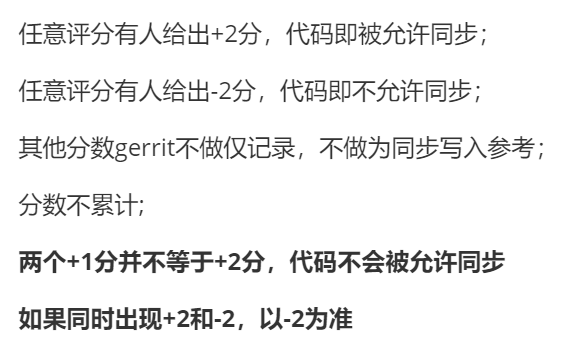 任意评分有人给出+2分，代码即被允许同步；
任意评分有人给出-2分，代码即不允许同步；
其他分数gerrit不做仅记录，不做为同步写入参考；
分数不累计;
两个+1分并不等于+2分，代码不会被允许同步
如果同时出现+2和-2，以-2为准